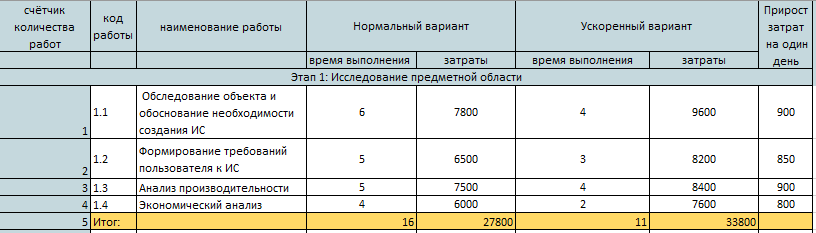 счётчик количества работ	код работы	наименование работы	Нормальный вариант	Ускоренный вариант	Прирост затрат на один день
время выполнения	затраты	время выполнения	затраты
Этап 1: Исследование предметной области
1	1.1	Обследование объекта и обоснование необходимости создания ИС	6	7800	4	9600	900
2	1.2	Формирование требований пользователя к ИС	5	6500	3	8200	850
3	1.3	Анализ производительности	5	7500	4	8400	900
4	1.4	Экономический анализ	4	6000	2	7600	800
5	Итог:	16	27800	11	33800